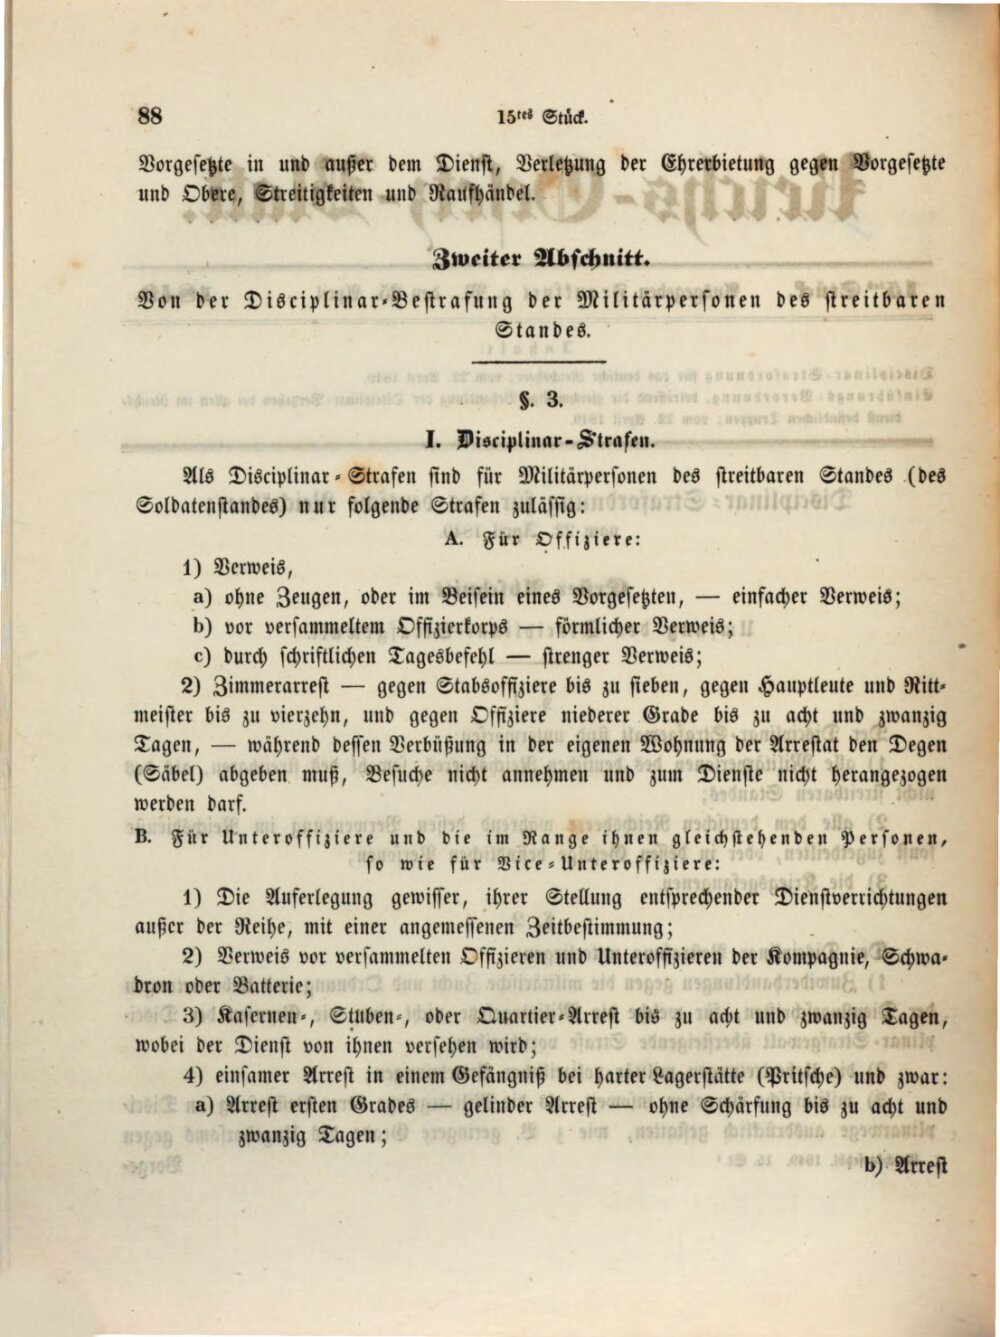 88
15tes Stück.
Vorgesetzte in und außer dem Dienst, Verletzung der Ehrerbietung gegen Vorgesetzte
und Obere, Streitigkeiten und Raufhändel.
Zweiter Abschnitt.
Von der Disciplinar-Bestrafung der Militärpersonen des streitbaren
Standes.
§. 3.
I. Disciplinar-Strafen.
Als Disciplinar-Strafen sind für Militärpersonen des streitbaren Standes (des
Soldatenstandes) nur folgende Strafen zulässig:
A. Für Offiziere:
1) Verweis,
a) ohne Zeugen, oder im Beisein eines Vorgesetzten, — einfacher Verweis;
b) vor versammeltem Offizierkorps — förmlicher Verweis;
c) durch schriftlichen Tagesbefehl — strenger Verweis;
2) Zimmerarrest — gegen Stabsoffiziere bis zu sieben, gegen Hauptleute und Ritt-
meister bis zu vierzehn, und gegen Offiziere niederer Grade bis zu acht und zwanzig
Tagen, — während dessen Verbüßung in der eigenen Wohnung der Arrestat den Degen
(Säbel) abgeben muß, Besuche nicht annehmen und zum Dienste nicht herangezogen
werden darf.
B. Für Unteroffiziere und die im Range ihnen gleichstehenden Personen,
so wie für Vice-Unteroffiziere:
1) Die Auferlegung gewisser, ihrer Stellung entsprechender Dienstverrichtungen
außer der Reihe, mit einer angemessenen Zeitbestimmung;
2) Verweis vor versammelten Offizieren und Unteroffizieren der Kompagnie, Schwa-
dron oder Batterie;
3) Kasernen-, Stuben-, oder Quartier-Arrest bis zu acht und zwanzig Tagen,
wobei der Dienst von ihnen versehen wird;
4) einsamer Arrest in einem Gefängniß bei harter Lagerstätte (Pritsche) und zwar:
a) Arrest ersten Grades — gelinder Arrest — ohne Schärfung bis zu acht und
zwanzig Tagen;
b) Arrest